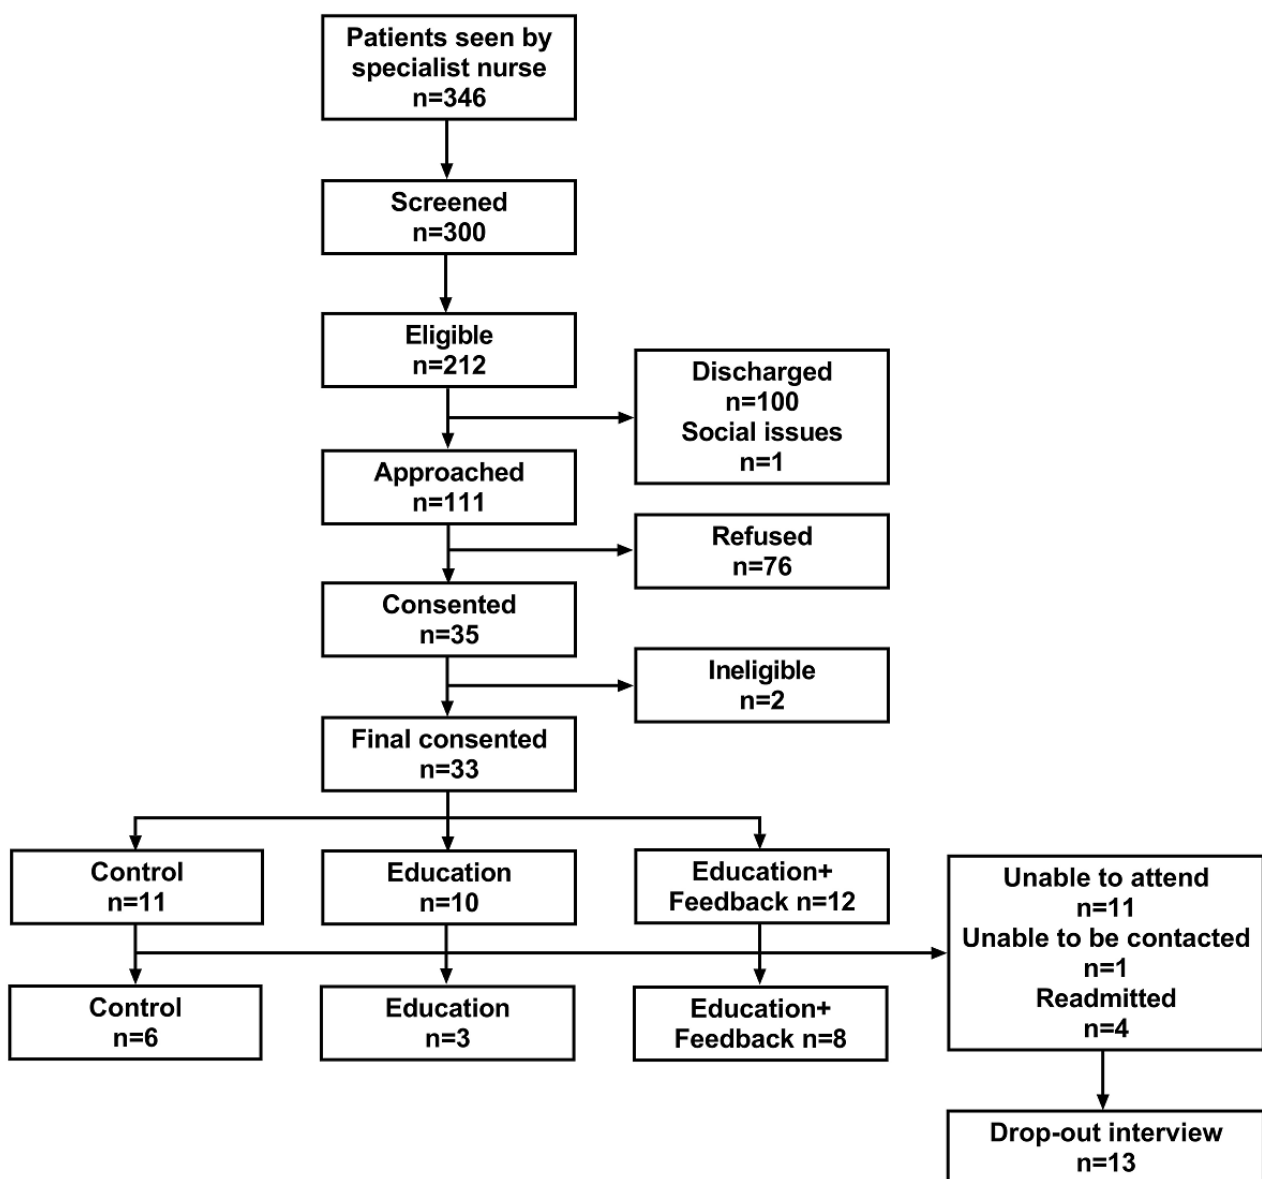 Patients seen by
specialist nurse
n=346
Screened
n=300
Eligible
n=212
Discharged
n=100
Social issues
n=1
Approached
n=111
Refused
n=76
Consented
n=35
Ineligible
n=2
Final consented
n=33
Control
n=11
Education
n=10
Education+
Feedback n=12
Unable to attend
n=11
Unable to be contacted
n=1
Readmitted
n=4
Control
n=6
Education
n=3
Education+
Feedback n=8
Drop-out interview
n=13